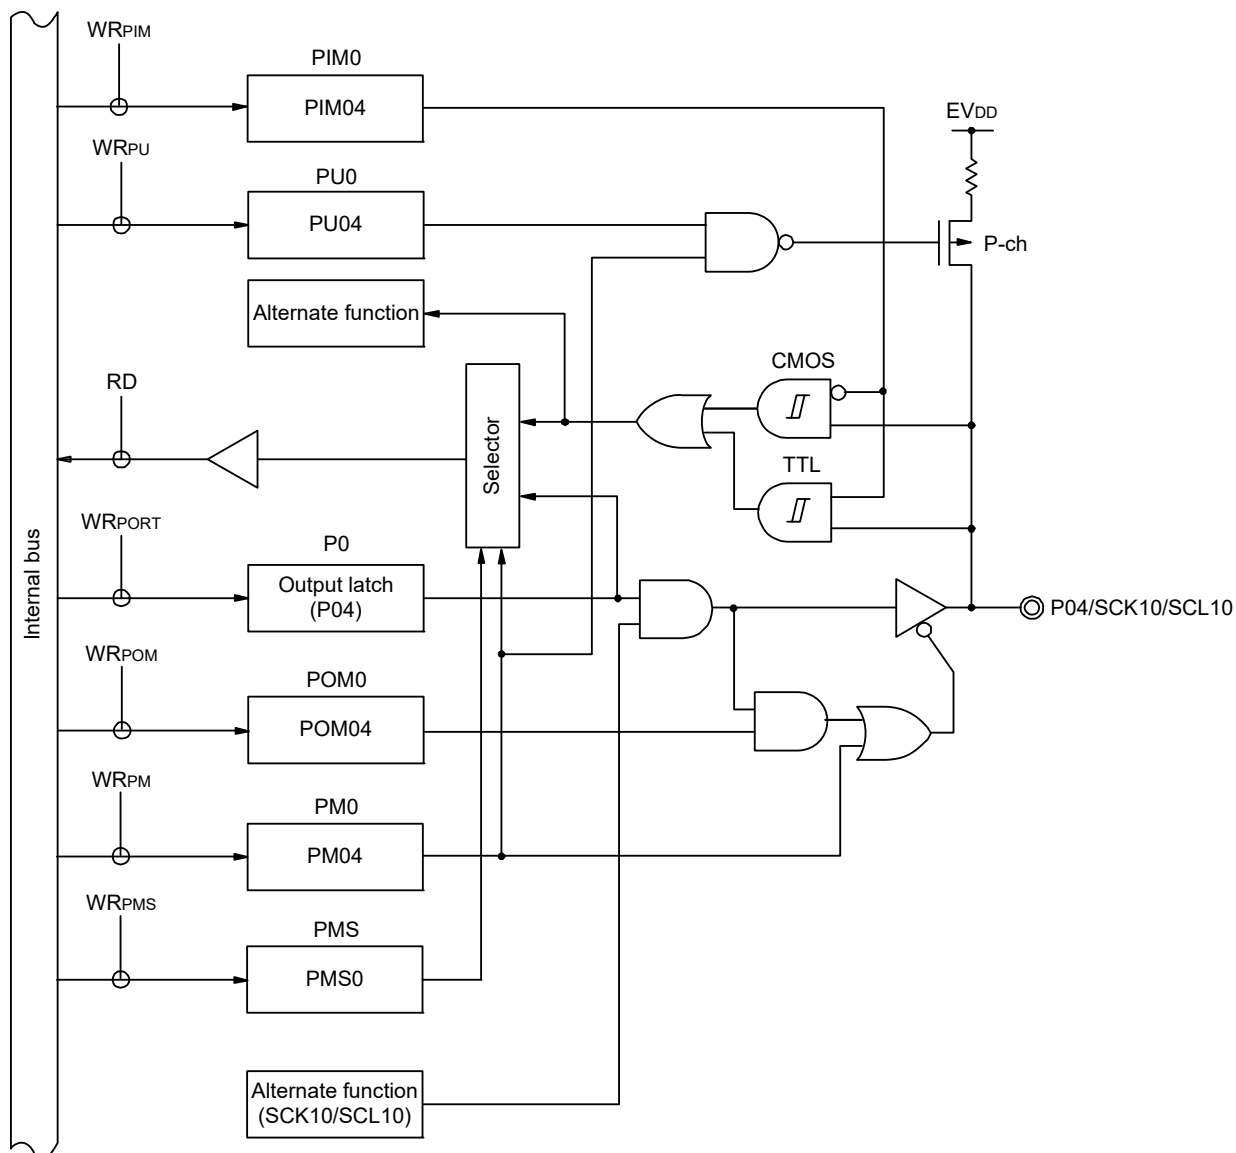 WRPIM
PIM0
PIM04
EVDD
WRPU
PU0
PU04
P-ch
Alternate function
CMOS
RD
Selector
TTL
WRPORT
P0
Output latch
(P04)
Internal bus
P04/SCK10/SCL10
WRPOM
POM0
POM04
WRPM
PM0
PM04
WRPMS
PMS
PMS0
Alternate function
(SCK10/SCL10)